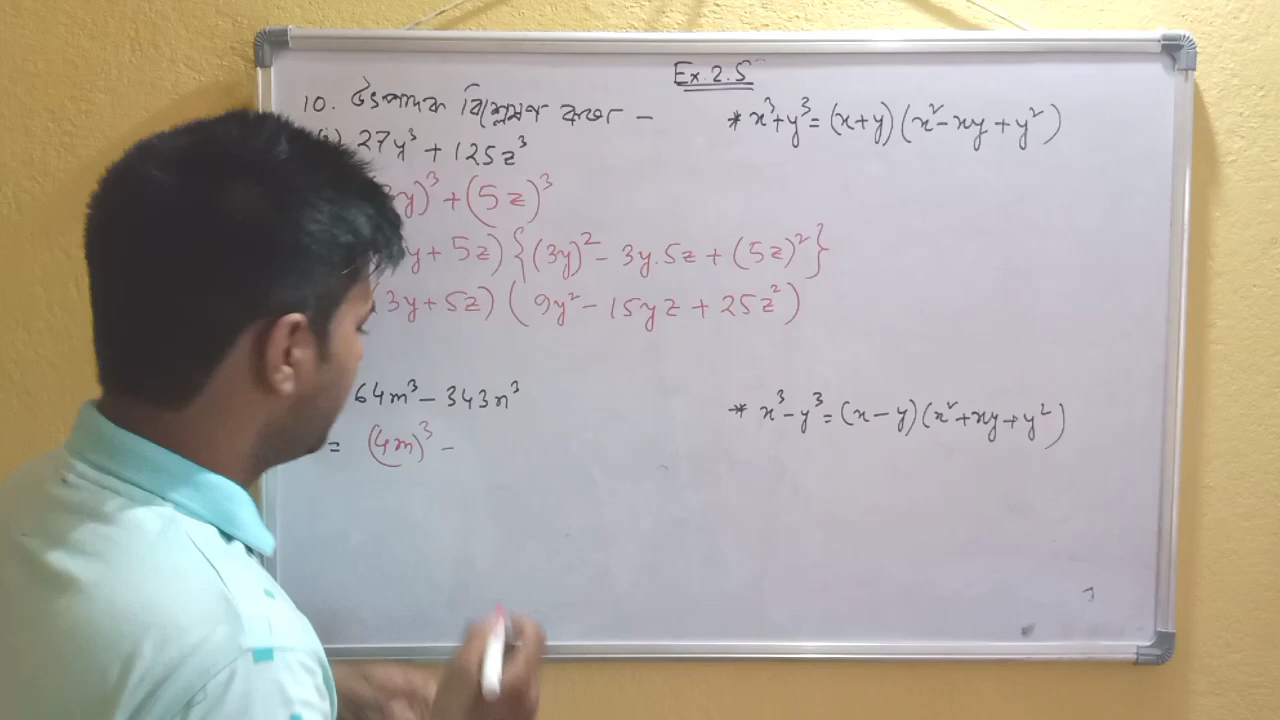 Ex. 2.5
10. উৎপাদক বিশ্লেষণ কৰা –
* x³+y³ = (x+y)(x²-xy+y²)
27y³ + 125z³
y)³ + (5z)³
y + 5z) {(3y)² - 3y.5z + (5z)²}
3y + 5z) (9y² - 15yz + 25z²)
64m³ - 343n³
* x³-y³ = (x-y)(x²+xy+y²)
= (4m)³ -